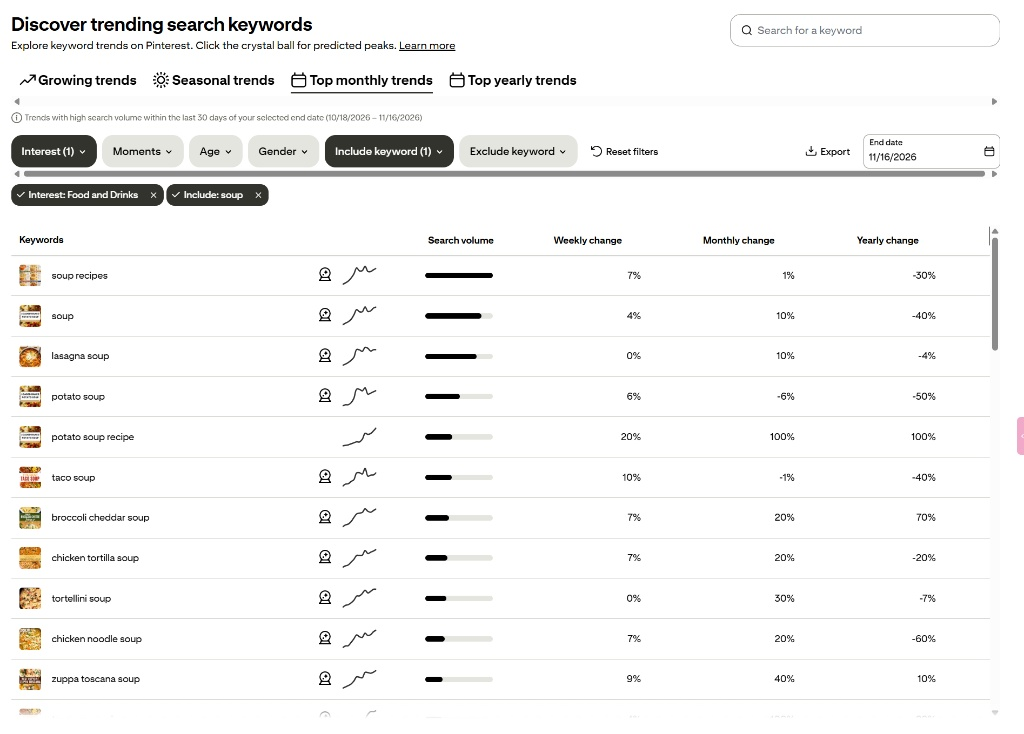 Discover trending search keywords
Explore keyword trends on Pinterest. Click the crystal ball for predicted peaks. Learn more
Search for a keyword
Growing trends Seasonal trends Top monthly trends Top yearly trends
Trends with high search volume within the last 30 days of your selected end date (10/18/2026 – 11/16/2026)
Interest (1) Moments Age Gender Include keyword (1) Exclude keyword Reset filters Export
End date
11/16/2026
Interest: Food and Drinks Include: soup
Keywords Search volume Weekly change Monthly change Yearly change
soup recipes 7% 1% -30%
soup 4% 10% -40%
lasagna soup 0% 10% -4%
potato soup 6% -6% -50%
potato soup recipe 20% 100% 100%
taco soup 10% -1% -40%
broccoli cheddar soup 7% 20% 70%
chicken tortilla soup 7% 20% -20%
tortellini soup 0% 30% -7%
chicken noodle soup 7% 20% -60%
zuppa toscana soup 9% 40% 10%